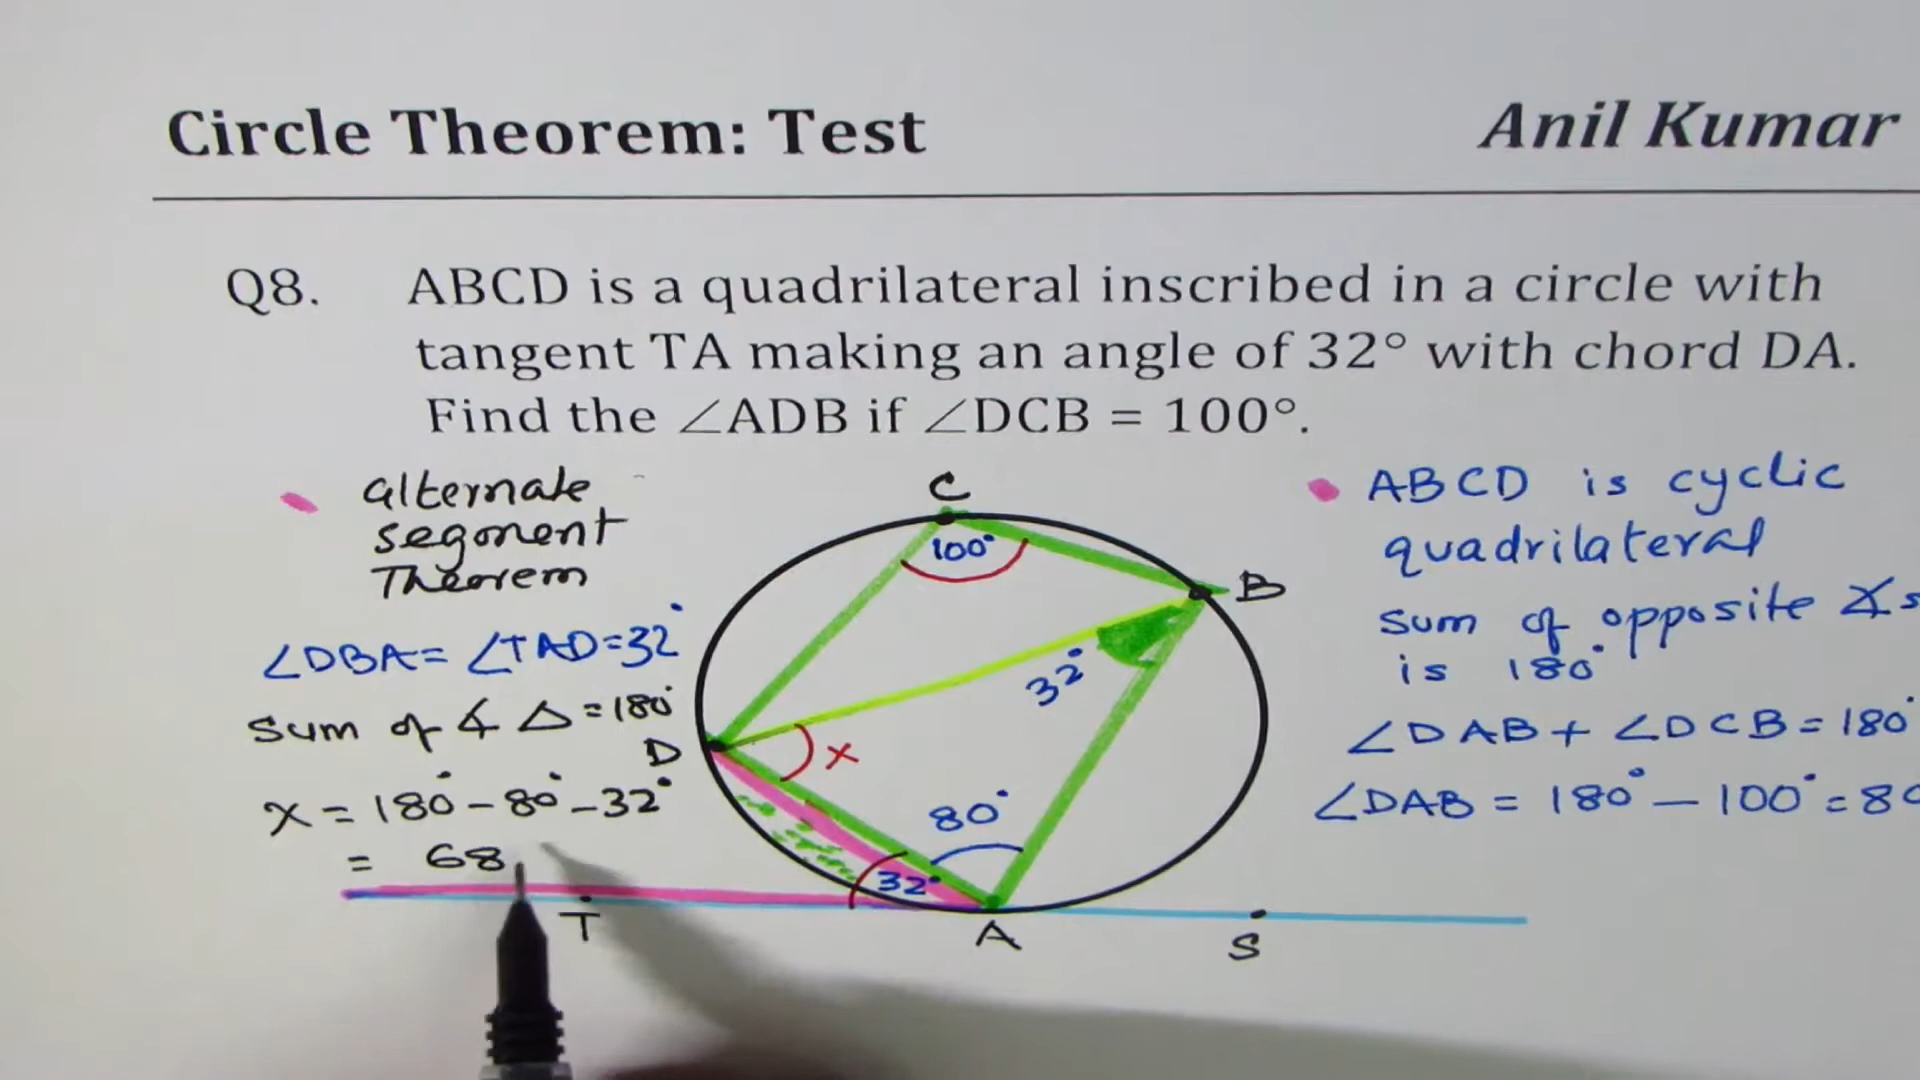 Circle Theorem: Test
Anil Kumar
Q8. ABCD is a quadrilateral inscribed in a circle with
tangent TA making an angle of 32° with chord DA.
Find the ∠ADB if ∠DCB = 100°.
alternate
segment
Theorem
∠DBA = ∠TAD = 32°
sum of ∡ △ = 180°
x = 180° - 80° - 32°
= 68
C
100°
B
32°
D
x
80°
32°
T
A
S
ABCD is cyclic
quadrilateral
sum of opposite ∡s
is 180°
∠DAB + ∠DCB = 180°
∠DAB = 180° - 100° = 80